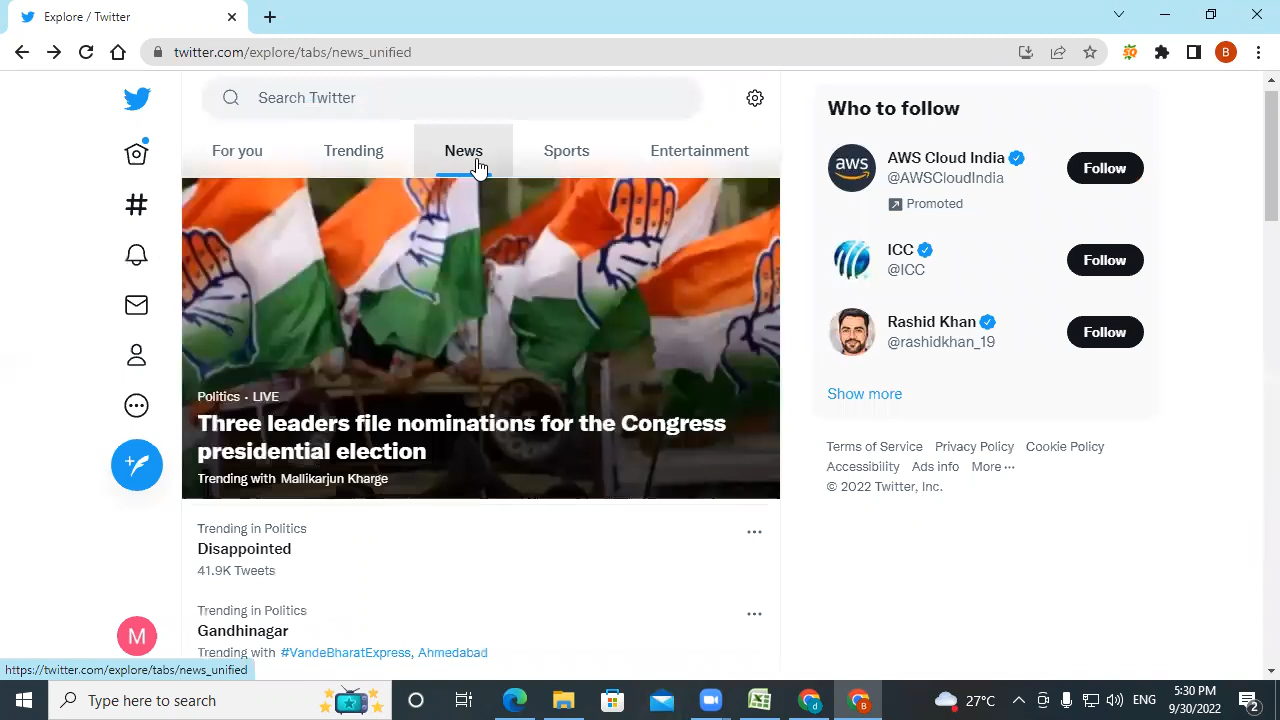 Explore / Twitter
twitter.com/explore/tabs/news_unified
B
Search Twitter
For you
Trending
News
Sports
Entertainment
Politics · LIVE
Three leaders file nominations for the Congress
presidential election
Trending with Mallikarjun Kharge
Trending in Politics
Disappointed
41.9K Tweets
Trending in Politics
Gandhinagar
Trending with #VandeBharatExpress, Ahmedabad
Who to follow
aws
AWS Cloud India
@AWSCloudIndia
Promoted
Follow
ICC
@ICC
Follow
Rashid Khan
@rashidkhan_19
Follow
Show more
Terms of Service Privacy Policy Cookie Policy
Accessibility Ads info More ···
© 2022 Twitter, Inc.
M
https://twitter.com/explore/tabs/news_unified
Type here to search
d
B
27°C
ENG
5:30 PM
9/30/2022
2